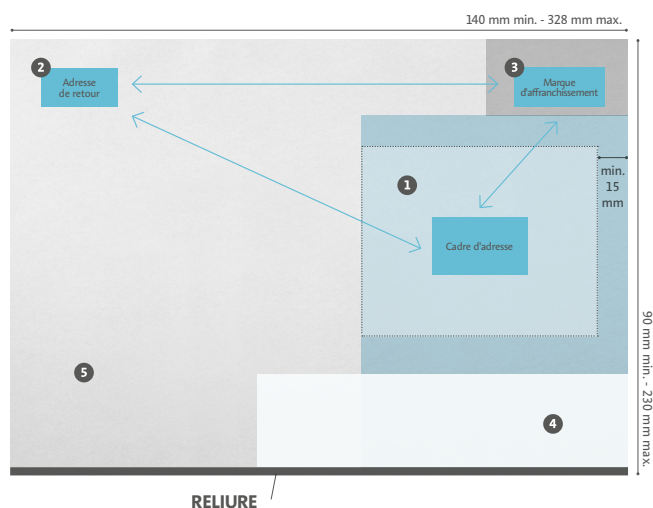 140 mm min. - 328 mm max.
2
Adresse
de retour
3
Marque
d'affranchissement
1
min.
15
mm
Cadre d'adresse
90 mm min. - 230 mm max.
5
4
RELIURE